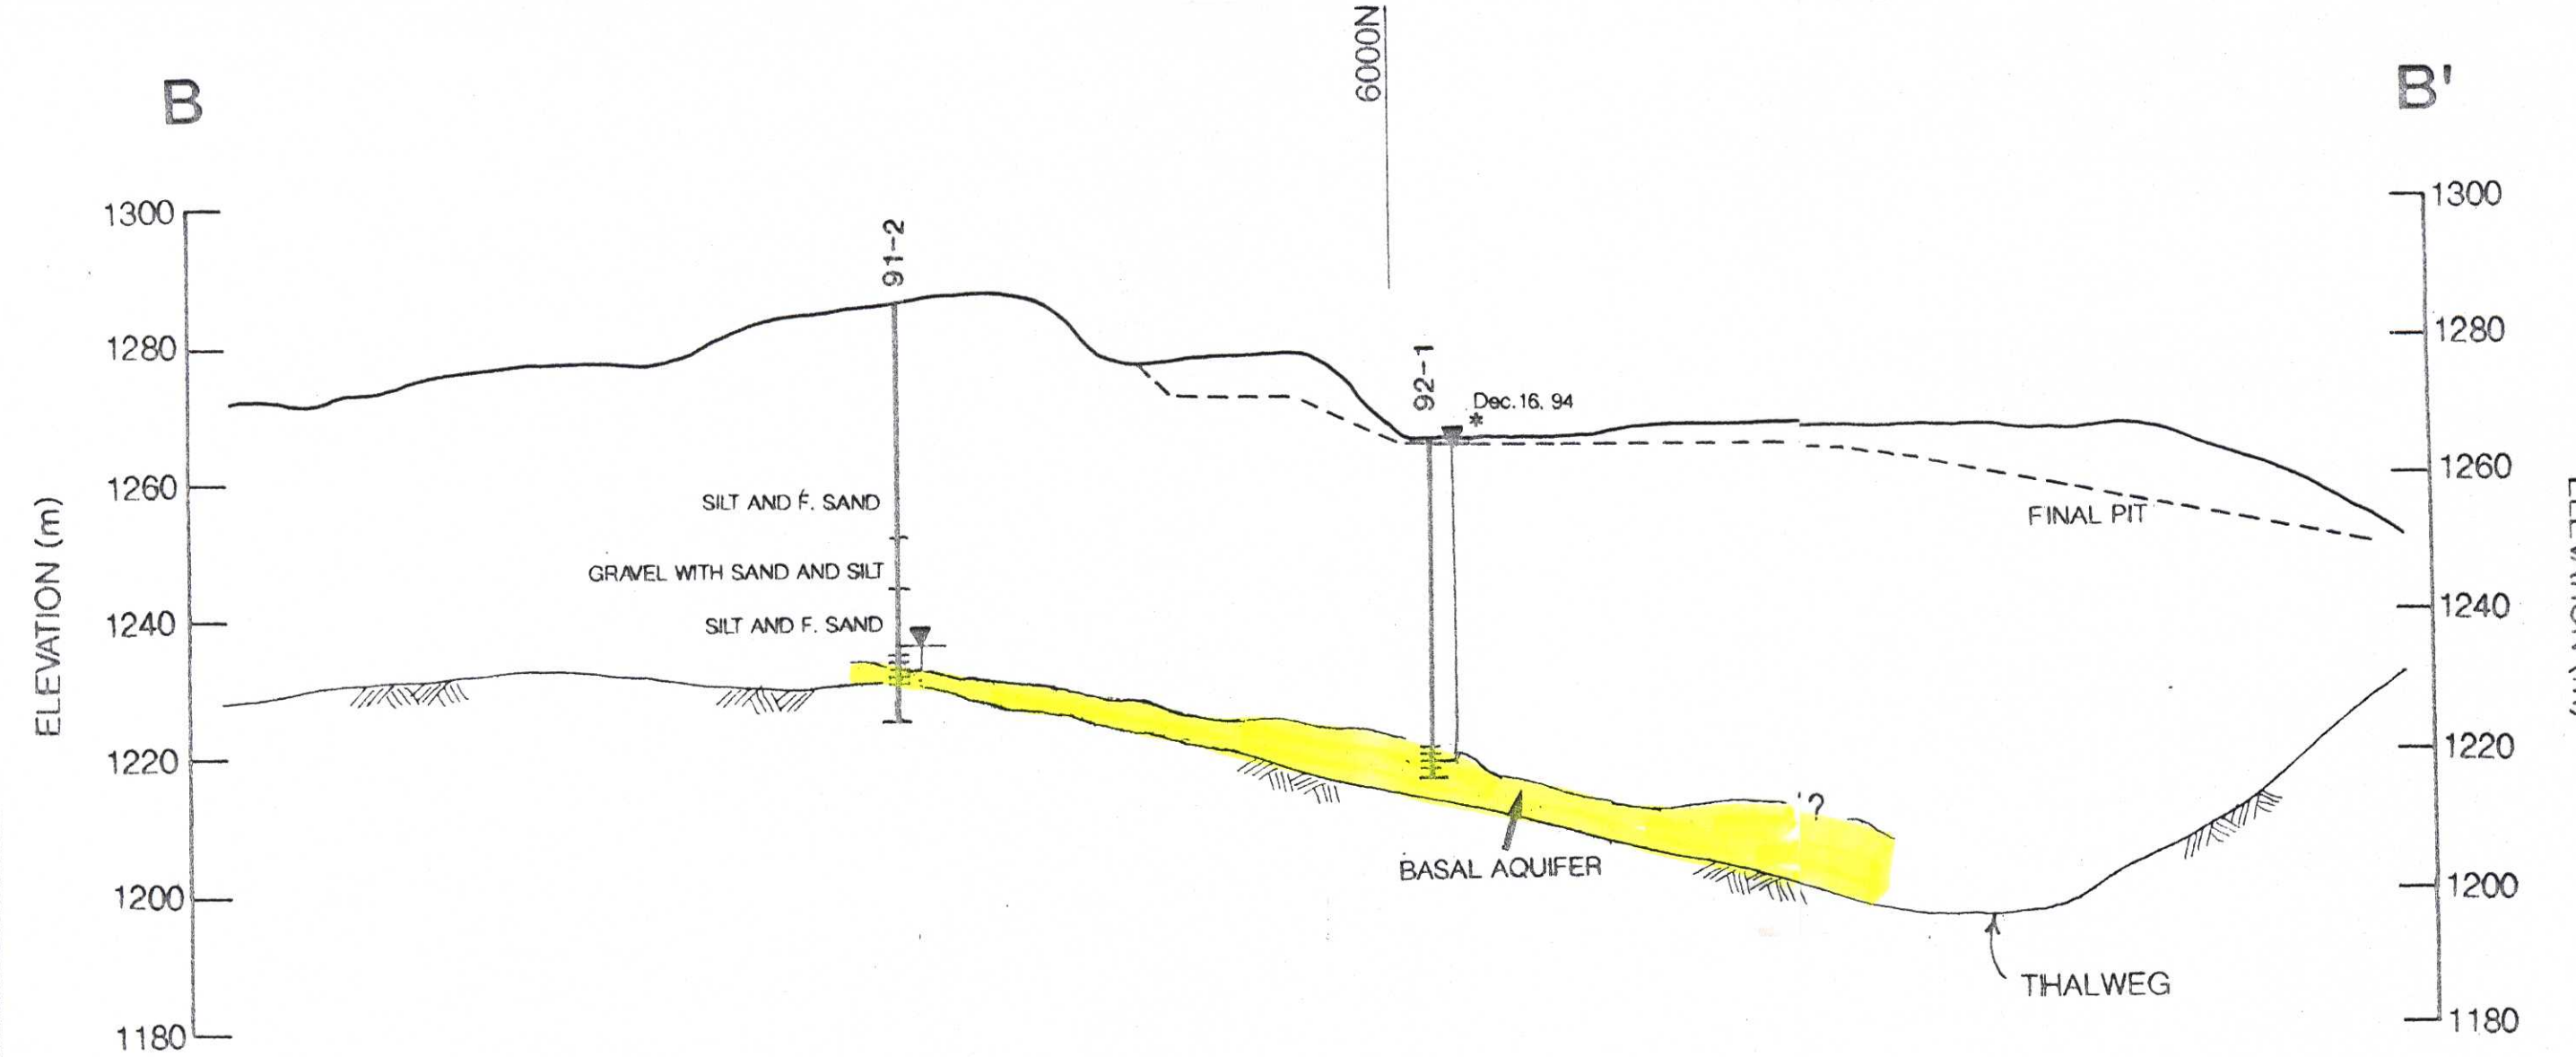 6000N
B
B'
1300
1300
91-2
1280
1280
92-1
Dec.16, 94
*
1260
1260
SILT AND F. SAND
FINAL PIT
ELEVATION (m)
GRAVEL WITH SAND AND SILT
1240
1240
SILT AND F. SAND
1220
1220
?
BASAL AQUIFER
1200
1200
THALWEG
1180
1180